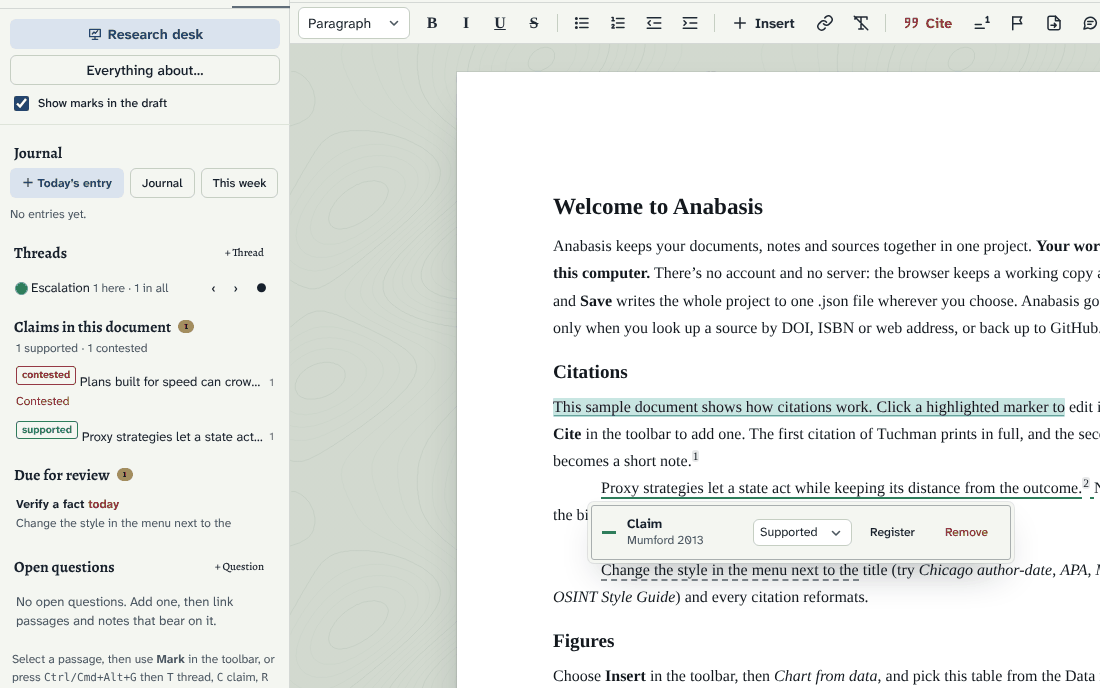 Research desk
Everything about…
Show marks in the draft
Journal
+ Today's entry
Journal
This week
No entries yet.
Threads
+ Thread
Escalation 1 here · 1 in all
‹ ›
Claims in this document 1
1 supported · 1 contested
contested Plans built for speed can crow… 1
Contested
supported Proxy strategies let a state act… 1
Due for review 1
Verify a fact today
Change the style in the menu next to the
Open questions
+ Question
No open questions. Add one, then link
passages and notes that bear on it.
Select a passage, then use Mark in the toolbar, or
press Ctrl/Cmd+Alt+G then T thread, C claim, R
Paragraph
B I U S
+ Insert
Cite
Welcome to Anabasis
Anabasis keeps your documents, notes and sources together in one project. Your wor
this computer. There's no account and no server: the browser keeps a working copy a
and Save writes the whole project to one .json file wherever you choose. Anabasis go
only when you look up a source by DOI, ISBN or web address, or back up to GitHub.
Citations
This sample document shows how citations work. Click a highlighted marker to edit i
Cite in the toolbar to add one. The first citation of Tuchman prints in full, and the sec
becomes a short note.1
Proxy strategies let a state act while keeping its distance from the outcome.2 N
the bi
Claim
Mumford 2013
Supported
Register
Remove
Change the style in the menu next to the title (try Chicago author-date, APA, M
OSINT Style Guide) and every citation reformats.
Figures
Choose Insert in the toolbar, then Chart from data, and pick this table from the Data